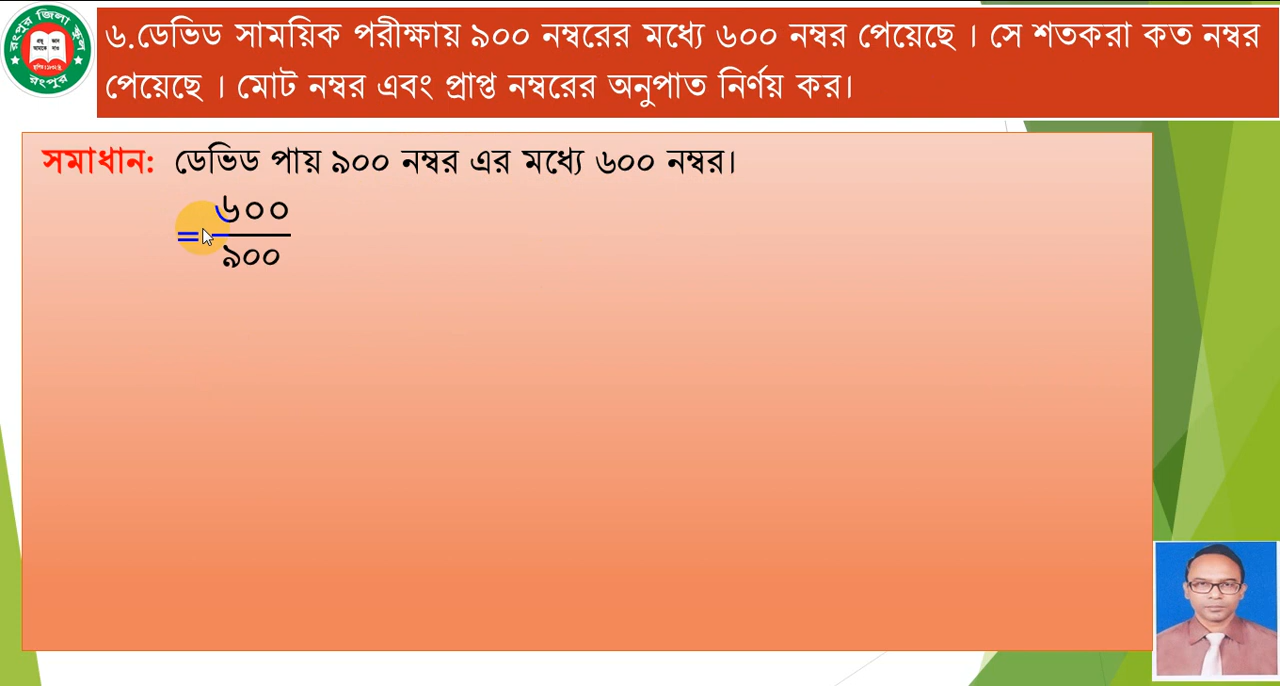 রংপুর জিলা স্কুল
রংপুর
৬.ডেভিড সাময়িক পরীক্ষায় ৯০০ নম্বরের মধ্যে ৬০০ নম্বর পেয়েছে । সে শতকরা কত নম্বর
পেয়েছে । মোট নম্বর এবং প্রাপ্ত নম্বরের অনুপাত নির্ণয় কর।
সমাধান: ডেভিড পায় ৯০০ নম্বর এর মধ্যে ৬০০ নম্বর।
৬০০
=
৯০০